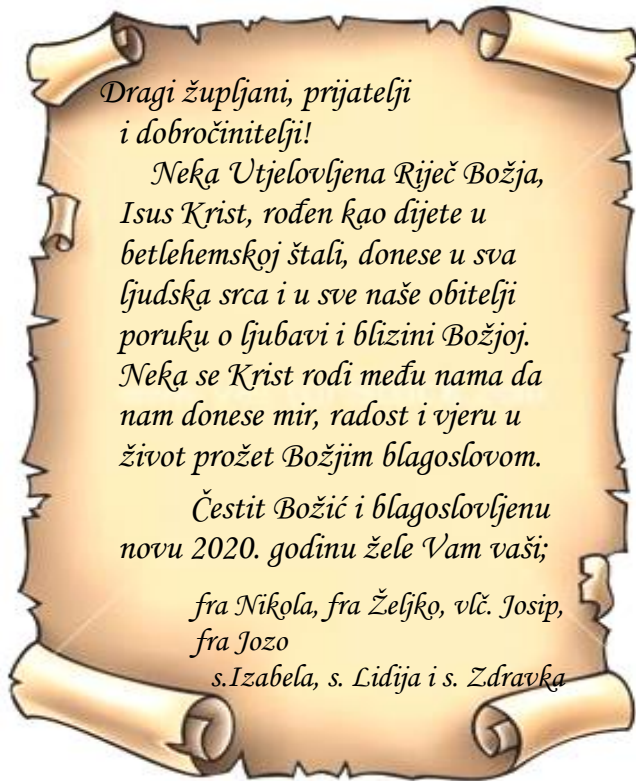 Dragi župljani, prijatelji
i dobročinitelji!
Neka Utjelovljena Riječ Božja,
Isus Krist, rođen kao dijete u
betlehemskoj štali, donese u sva
ljudska srca i u sve naše obitelji
poruku o ljubavi i blizini Božjoj.
Neka se Krist rodi među nama da
nam donese mir, radost i vjeru u
život prožet Božjim blagoslovom.
Čestit Božić i blagoslovljenu
novu 2020. godinu žele Vam vaši;
fra Nikola, fra Željko, vlč. Josip,
fra Jozo
s.Izabela, s. Lidija i s. Zdravka